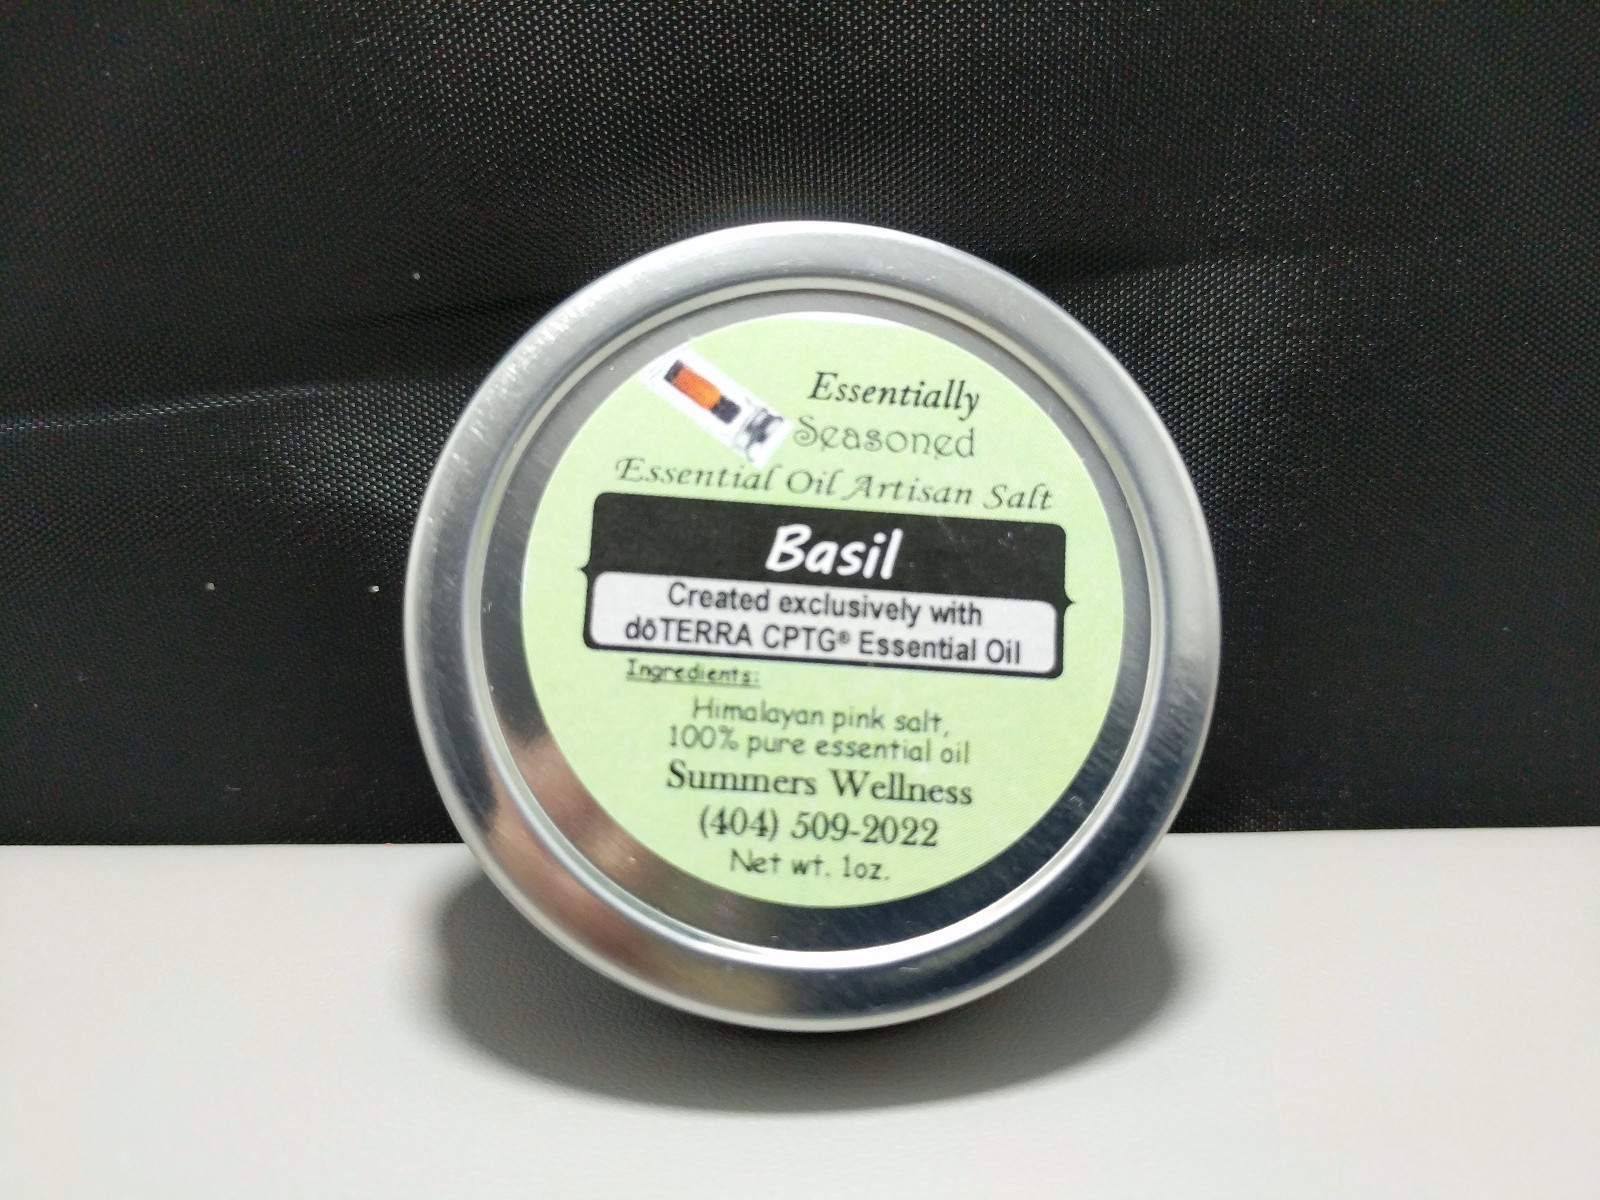 Essentially
Seasoned
Essential Oil Artisan Salt
Basil
Created exclusively with
dōTERRA CPTG® Essential Oil
Ingredients:
Himalayan pink salt,
100% pure essential oil
Summers Wellness
(404) 509-2022
Net wt. 1oz.